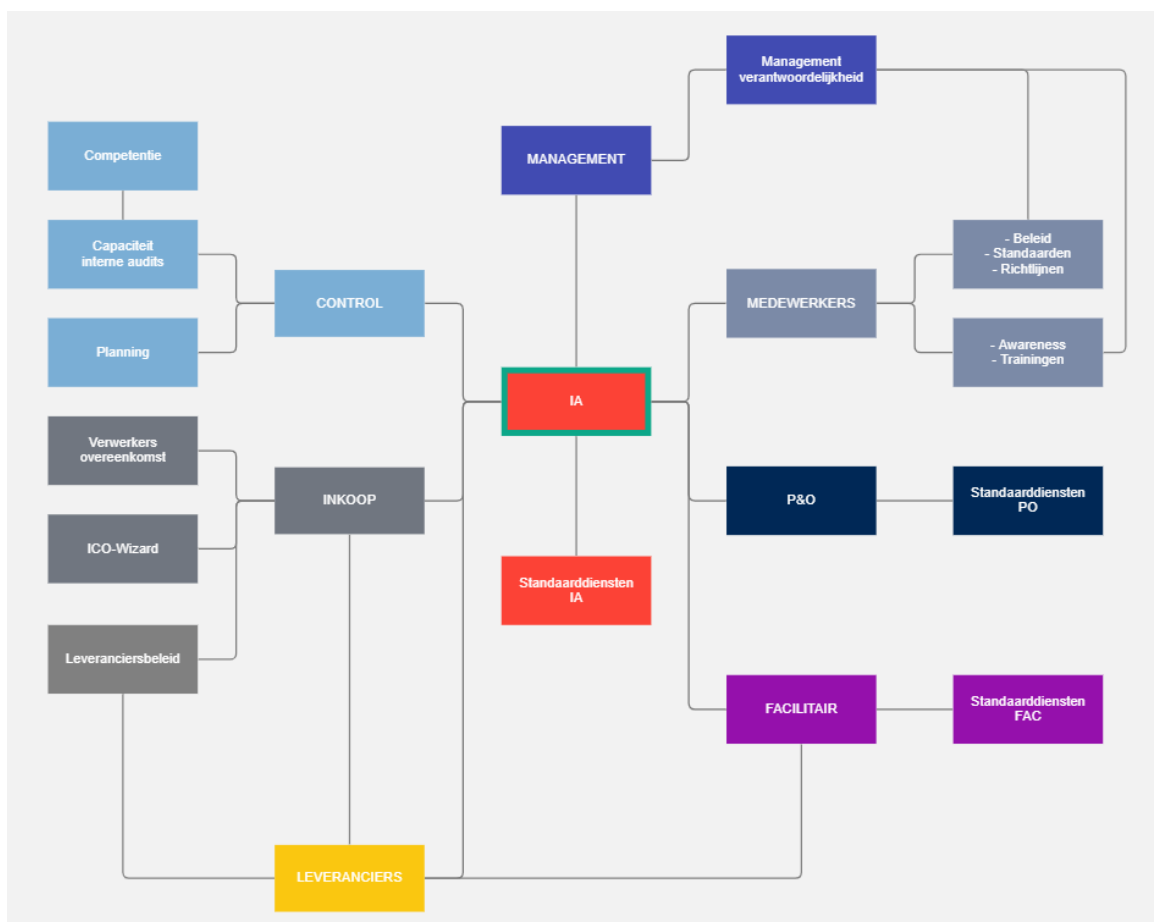 Management
verantwoordelijkheid
Competentie
MANAGEMENT
Capaciteit
interne audits
- Beleid
- Standaarden
- Richtlijnen
CONTROL
MEDEWERKERS
Planning
- Awareness
- Trainingen
IA
Verwerkers
overeenkomst
INKOOP
P&O
Standaarddiensten
PO
ICO-Wizard
Standaarddiensten
IA
Leveranciersbeleid
FACILITAIR
Standaarddiensten
FAC
LEVERANCIERS